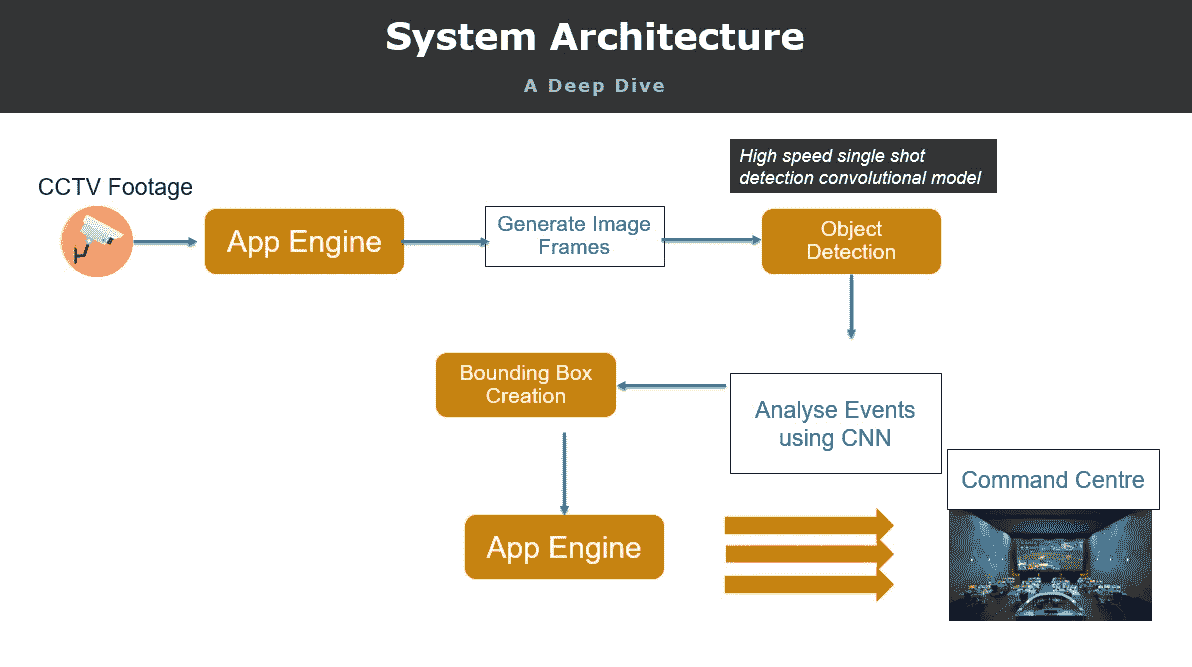 System Architecture
A Deep Dive
CCTV Footage
App Engine
Generate Image
Frames
High speed single shot
detection convolutional model
Object
Detection
Bounding Box
Creation
Analyse Events
using CNN
Command Centre
App Engine